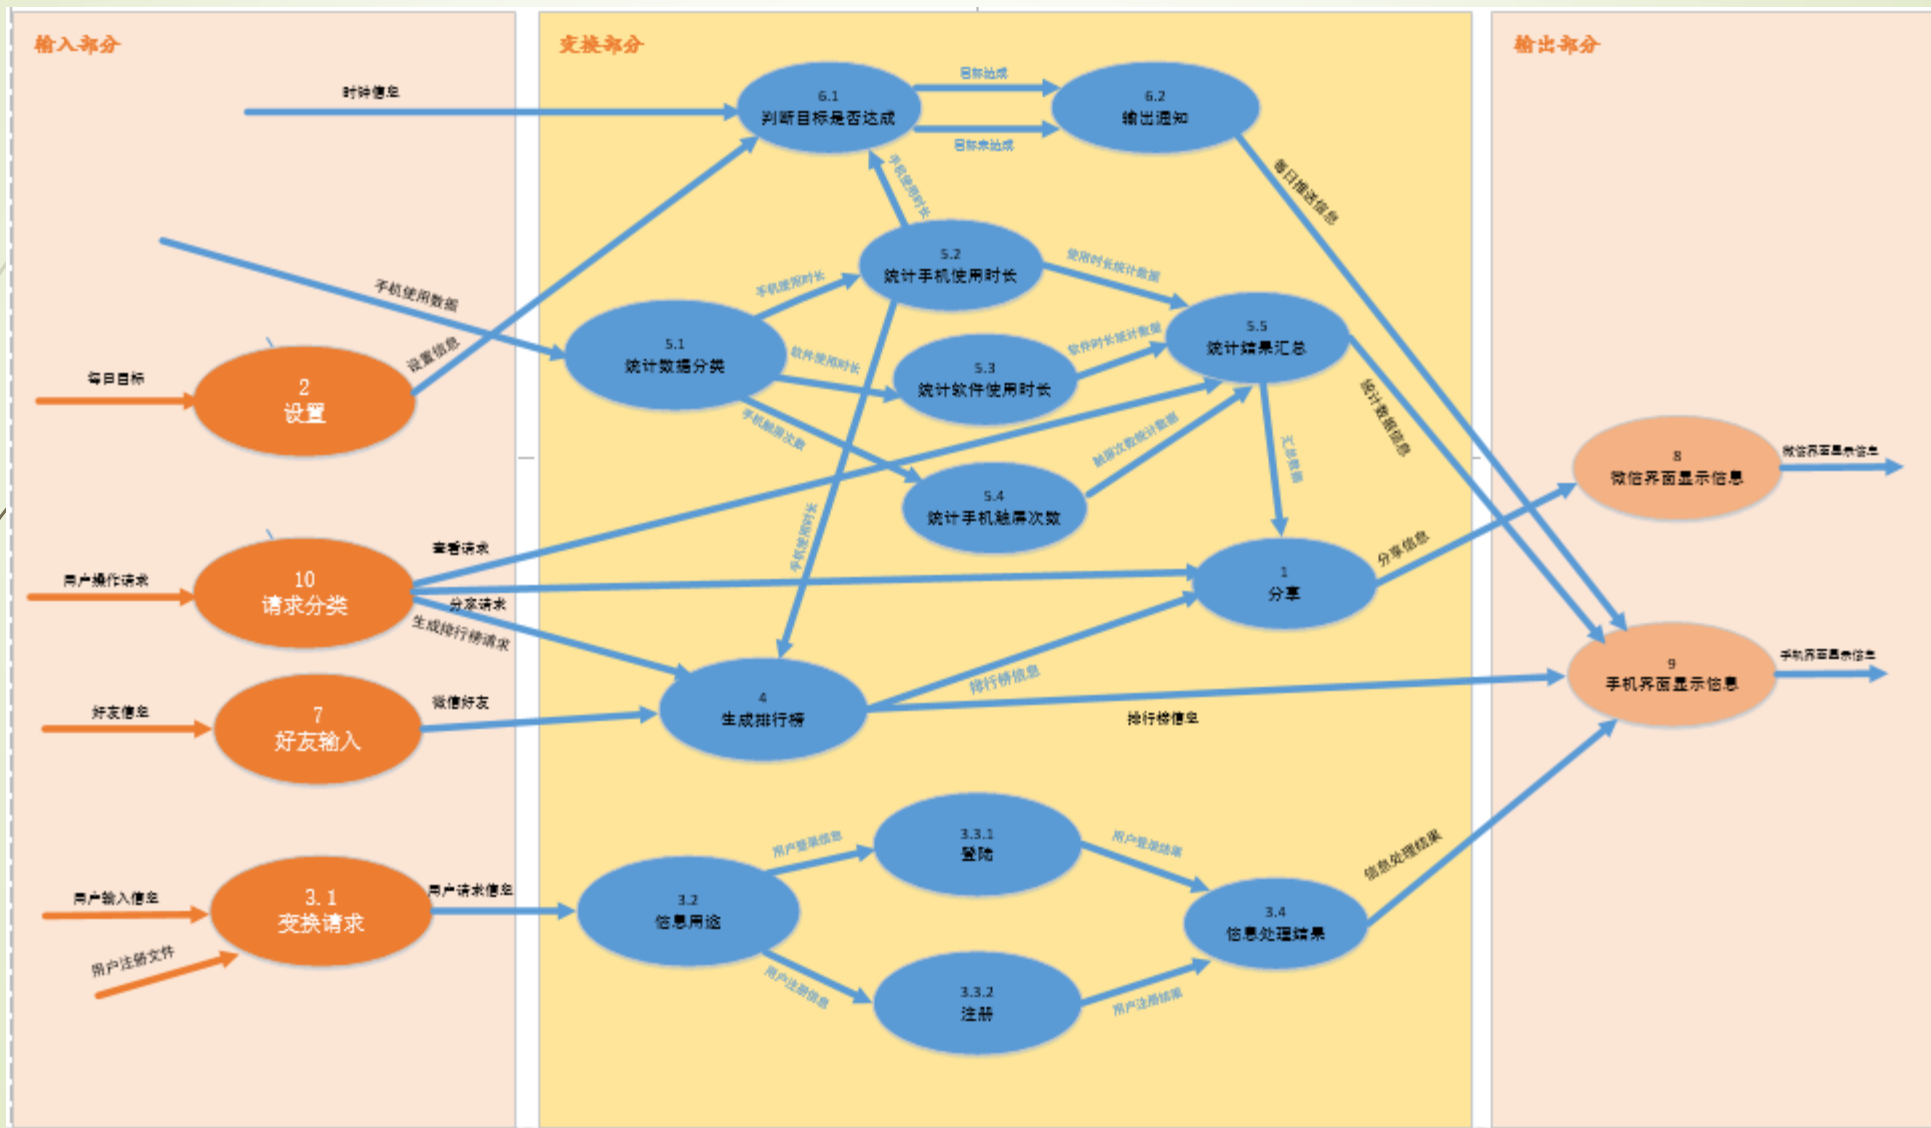 输入部分
变换部分
输出部分
时钟信息
6.1
判断目标是否达成
目标达成
目标未达成
6.2
输出通知
每日推送信息
手机使用时长
手机使用数据
5.2
统计手机使用时长
使用时长统计数据
手机使用时长
5.1
统计数据分类
软件使用时长
5.3
统计软件使用时长
软件时长统计数据
5.5
统计结果汇总
设置信息
每日目标
2
设置
手机触屏次数
5.4
统计手机触屏次数
触屏次数统计数据
汇总数据
统计数据信息
8
微信界面显示信息
微信界面显示信息
手机使用时长
查看请求
用户操作请求
10
请求分类
分享请求
生成排行榜请求
1
分享
分享信息
9
手机界面显示信息
手机界面显示信息
好友信息
7
好友输入
微信好友
4
生成排行榜
排行榜信息
排行榜信息
用户输入信息
用户注册文件
3.1
变换请求
用户请求信息
3.2
信息用途
用户登录信息
3.3.1
登陆
用户登录结果
用户注册信息
3.3.2
注册
用户注册结果
3.4
信息处理结果
信息处理结果